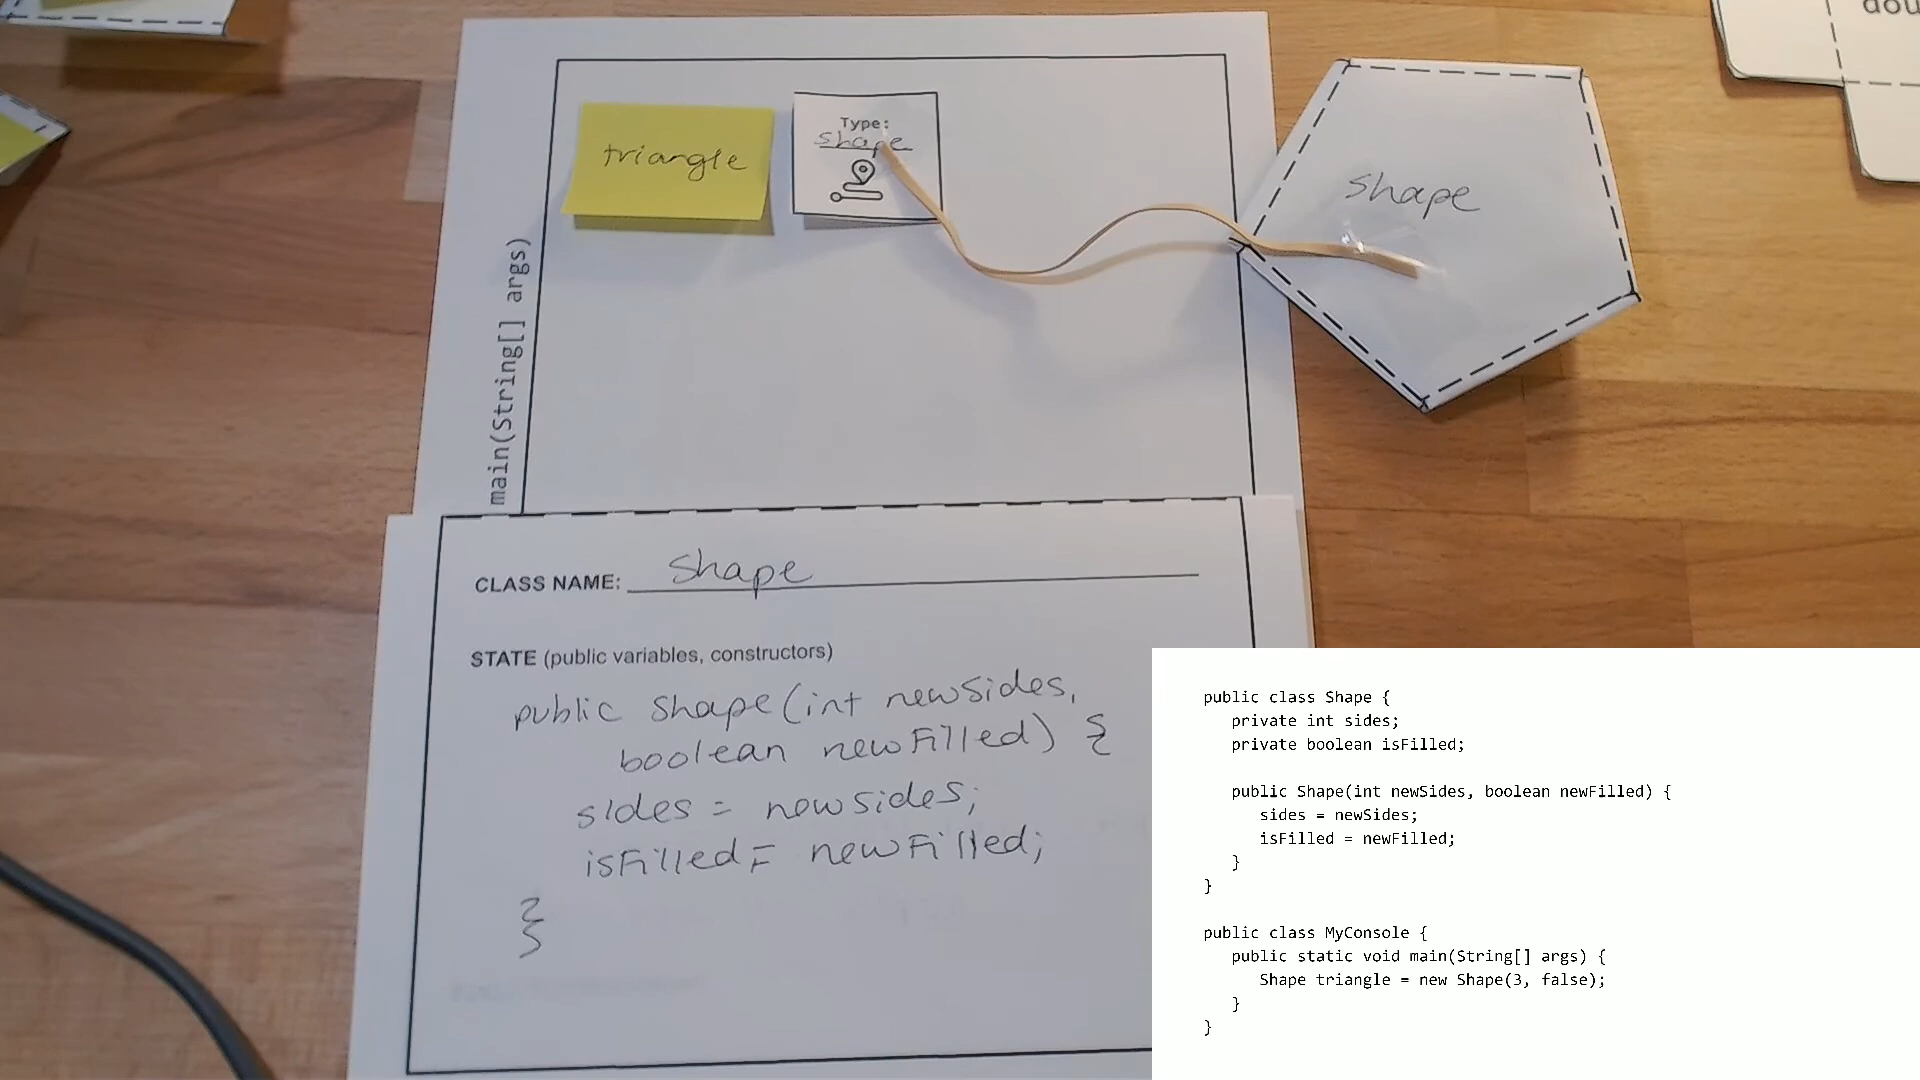 dou
triangle
Type:
Shape
Shape
main(String[] args)
CLASS NAME: Shape
STATE (public variables, constructors)
public Shape(int newSides,
boolean newFilled) {
sides = newSides;
isFilled = newFilled;
}
public class Shape {
private int sides;
private boolean isFilled;
public Shape(int newSides, boolean newFilled) {
sides = newSides;
isFilled = newFilled;
}
}
public class MyConsole {
public static void main(String[] args) {
Shape triangle = new Shape(3, false);
}
}